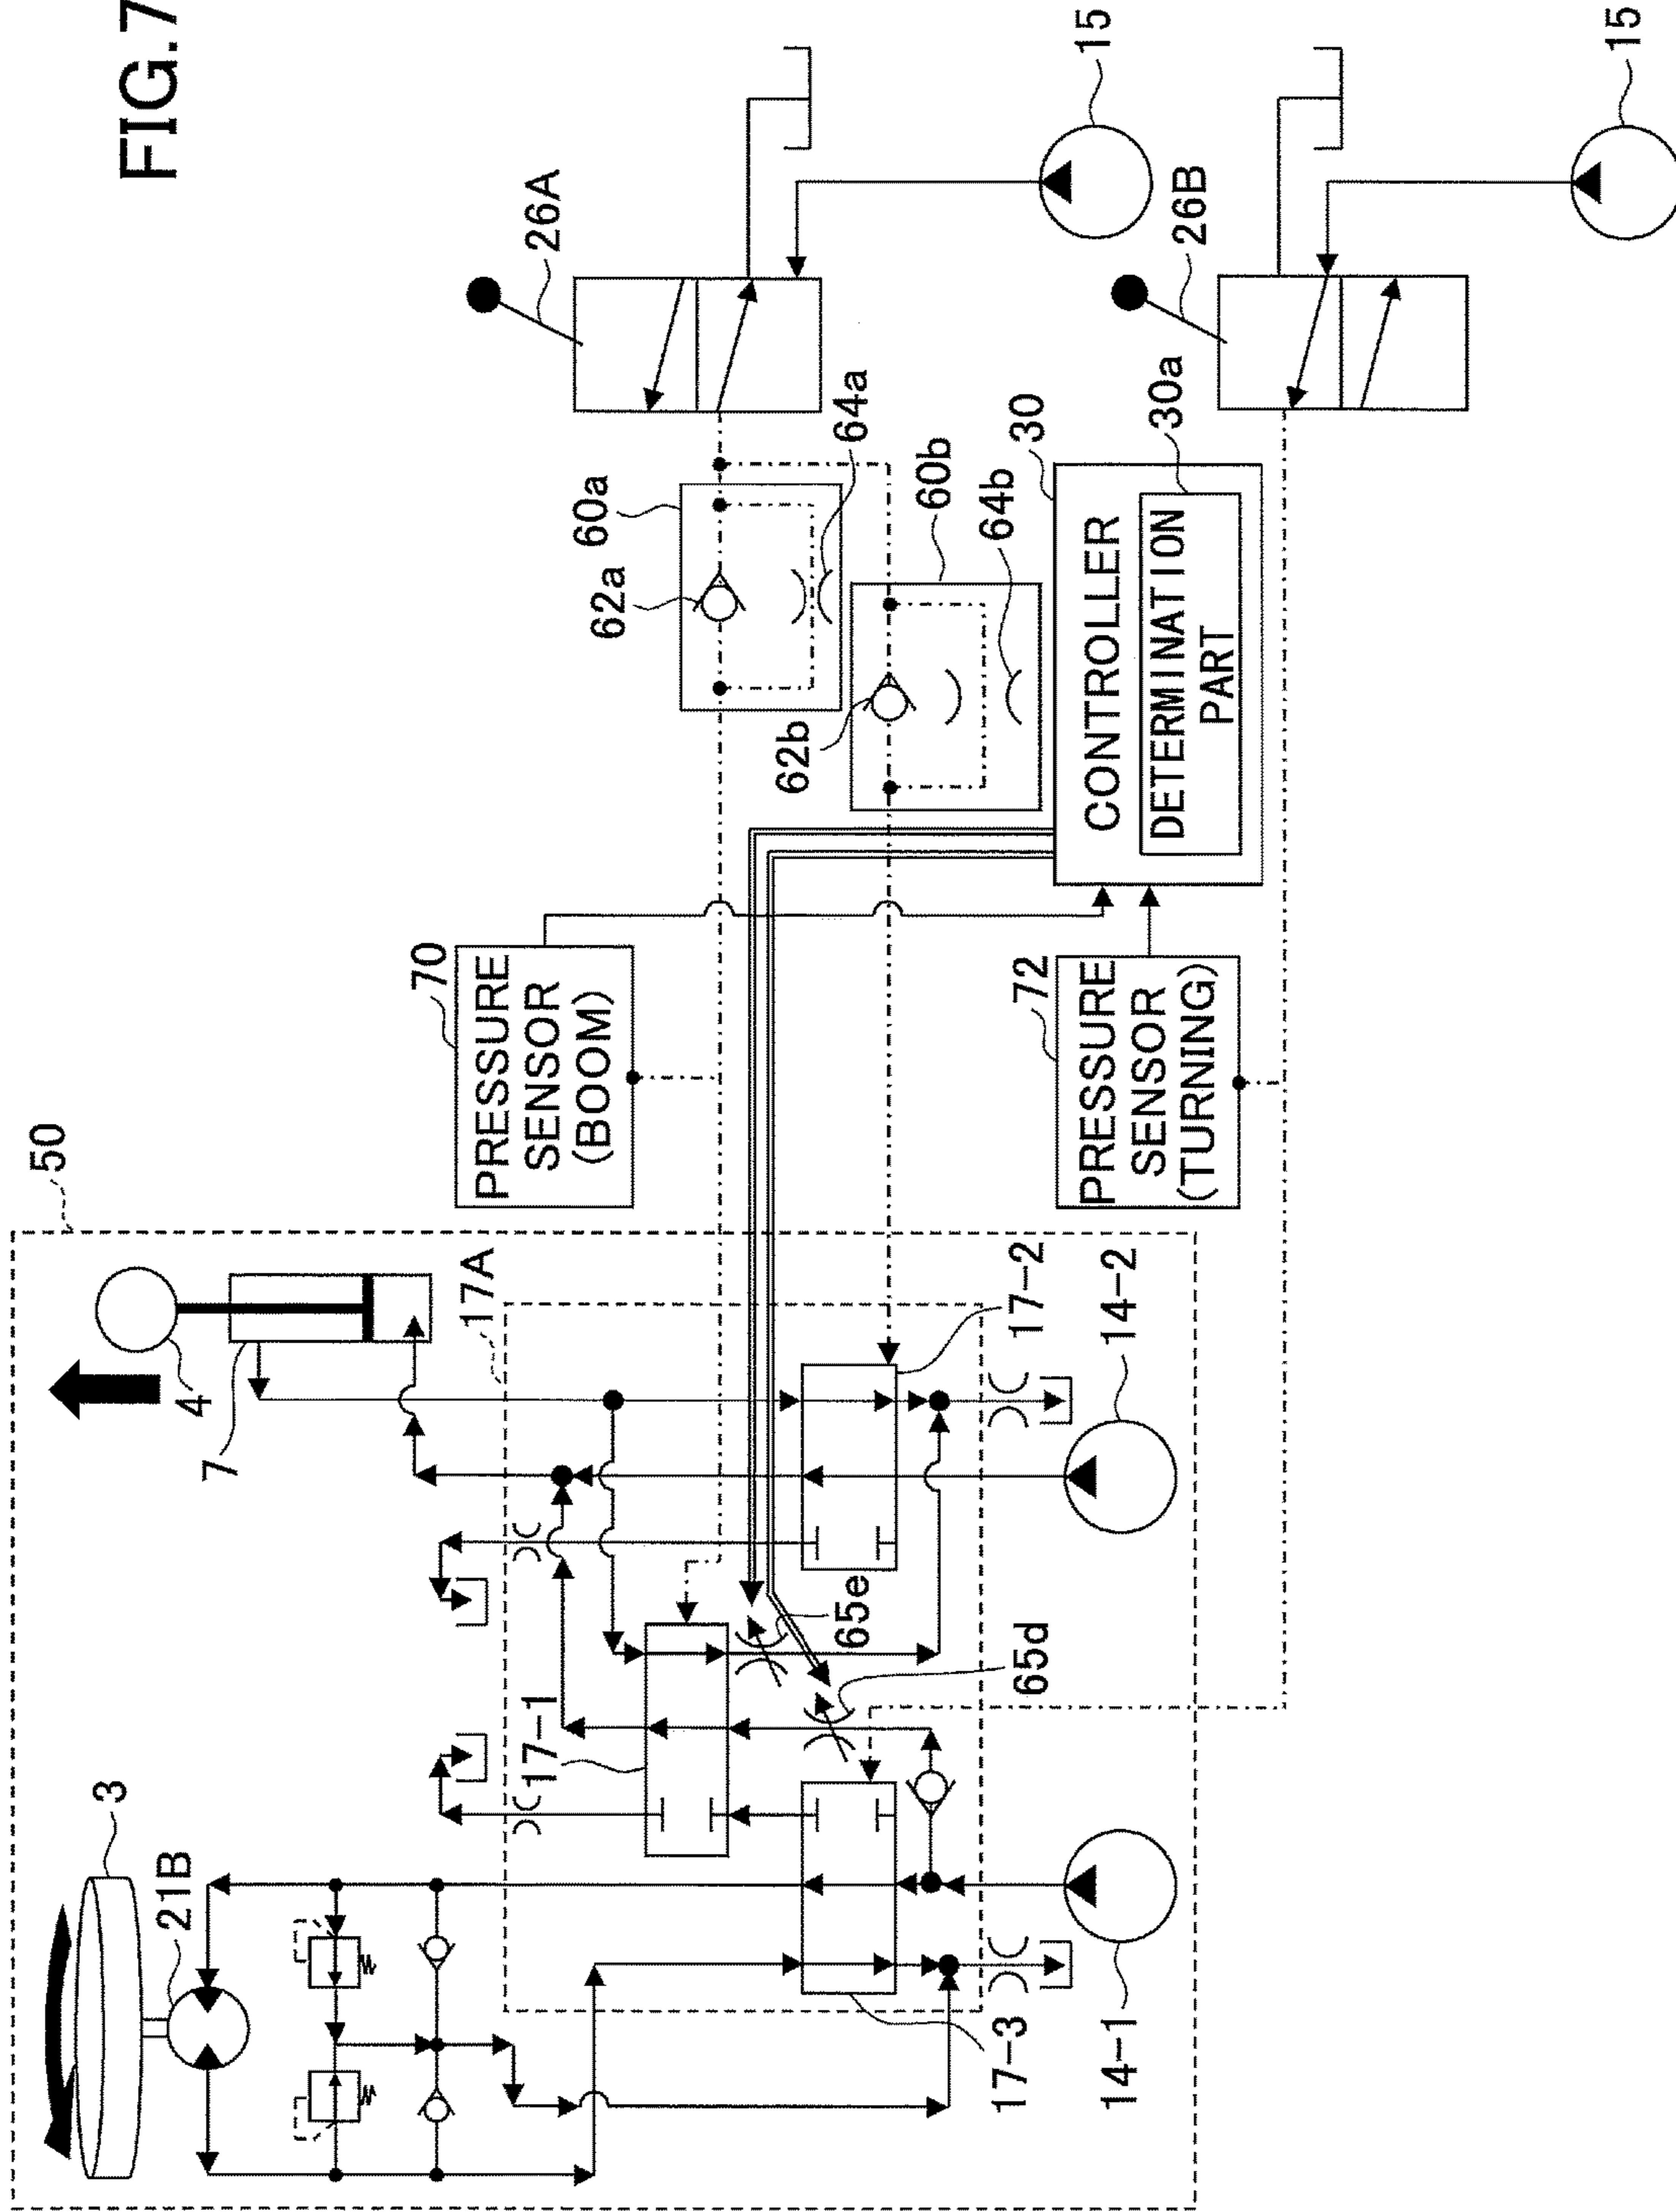 FIG.7
50
3
21B
4
7
17A
17-1
17-2
17-3
65e
65d
14-1
14-2
70
PRESSURE
SENSOR
(BOOM)
72
PRESSURE
SENSOR
(TURNING)
60a
62a
64a
60b
62b
64b
30
CONTROLLER
30a
DETERMINATION
PART
26A
15
26B
15